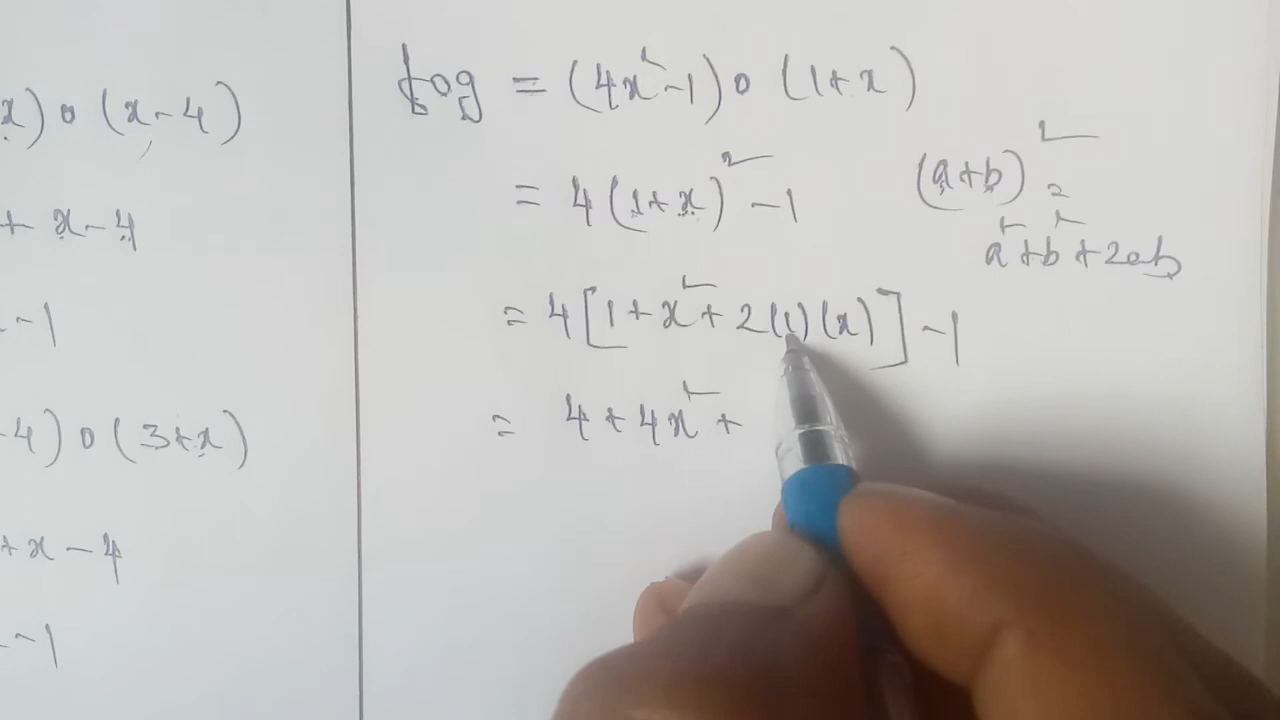 x) o (x-4)
+ x-4
-1
-4) o (3+x)
+x-4
-1
fog = (4x²-1) o (1+x)
= 4(1+x)² -1
(a+b)² =
a²+b²+2ab
= 4[1+x²+2(1)(x)] -1
= 4+4x²+